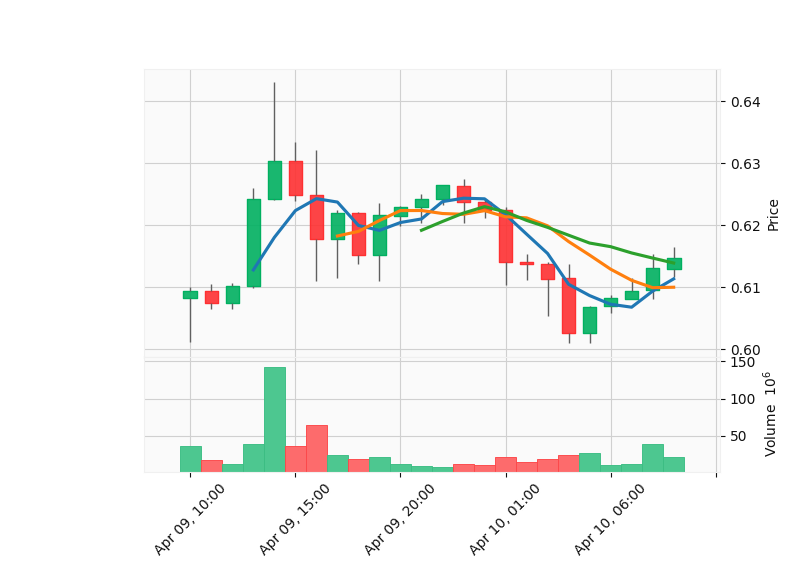 0.64
0.63
0.62
0.61
0.60
Price
150
100
50
Volume 10^6
Apr 09, 10:00
Apr 09, 15:00
Apr 09, 20:00
Apr 10, 01:00
Apr 10, 06:00